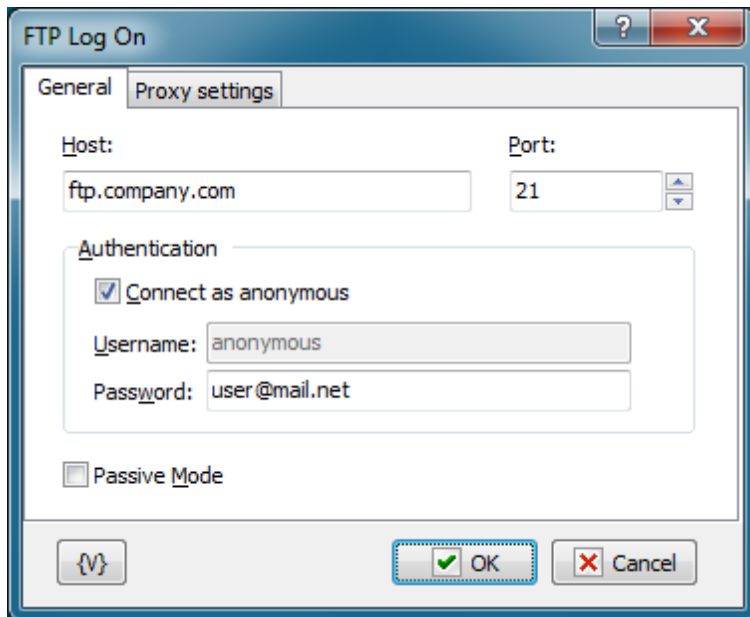 FTP Log On
?
General Proxy settings
Host: Port:
ftp.company.com 21
Authentication
Connect as anonymous
Username: anonymous
Password: user@mail.net
Passive Mode
{V} OK Cancel